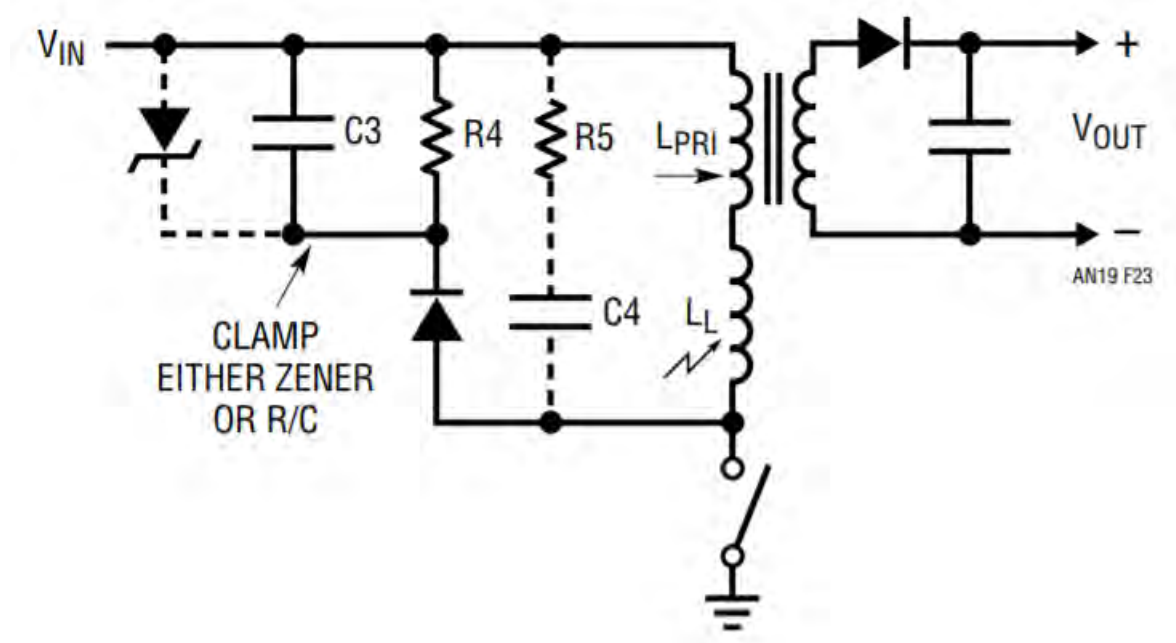 VIN
C3
R4
R5
LPRI
VOUT
+
–
AN19 F23
C4
LL
CLAMP
EITHER ZENER
OR R/C